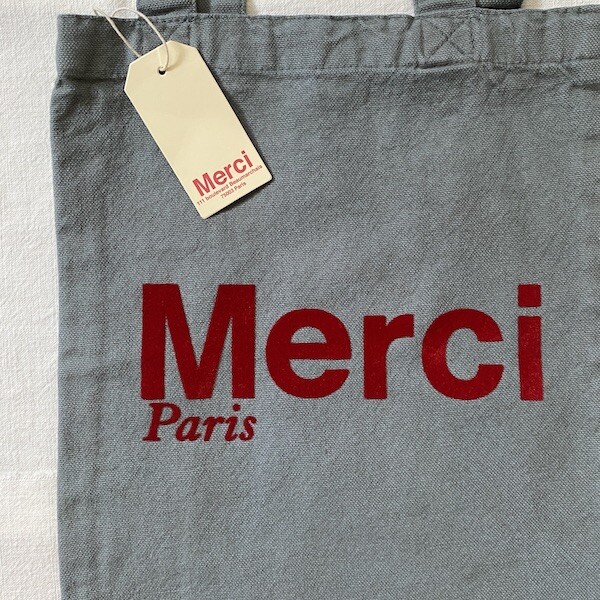 Merci
111 boulevard Beaumarchais
75003 Paris
Merci
Paris